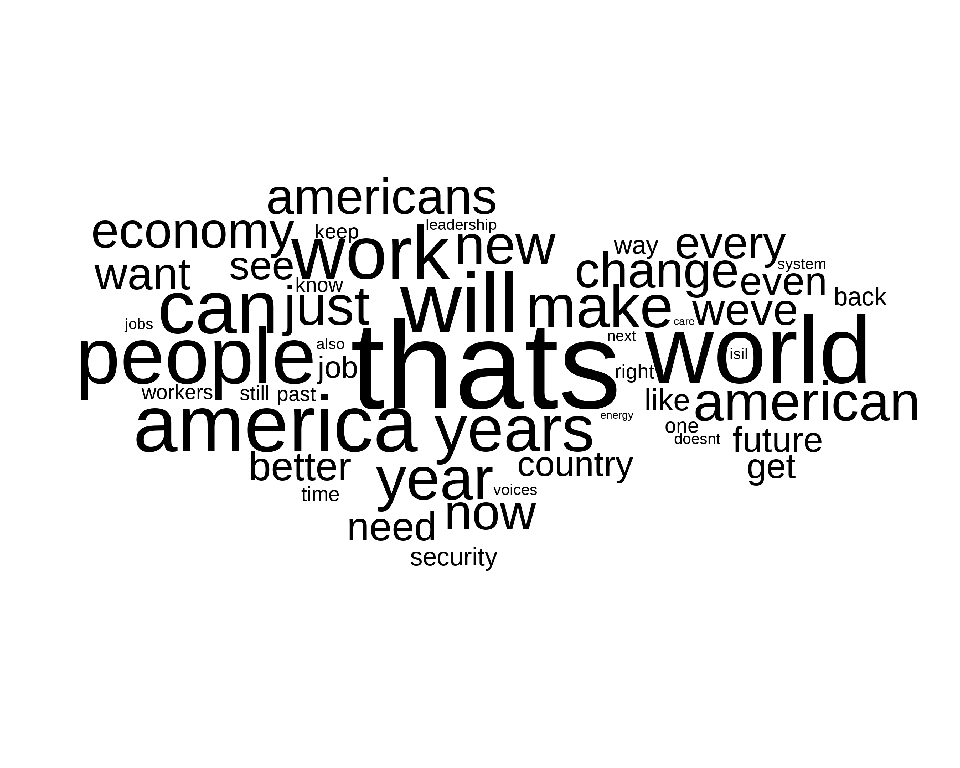 americans
economy
keep
leadership
work
new
way
every
want
see
change
system
know
even
can
just
will
make
care
weve
back
jobs
people
also
job
thats
next
right
world
isil
workers
still
past
energy
like
american
america
years
one
doesnt
future
better
year
country
get
time
voices
need
now
security